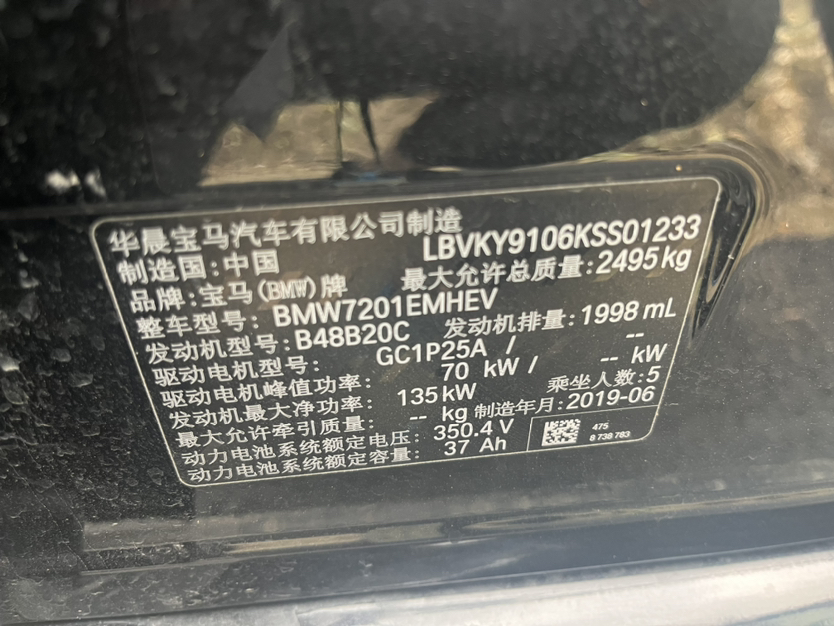 华晨宝马汽车有限公司制造
制造国:中国 LBVKY9106KSS01233
品牌:宝马(BMW)牌 最大允许总质量:2495kg
整车型号: BMW7201EMHEV
发动机型号:B48B20C 发动机排量:1998 mL
驱动电机型号: GC1P25A / --
驱动电机峰值功率: 70 kW / -- kW
发动机最大净功率: 135kW 乘坐人数:5
最大允许牵引质量: -- kg 制造年月:2019-06
动力电池系统额定电压: 350.4 V
动力电池系统额定容量: 37 Ah
475
8 738 783